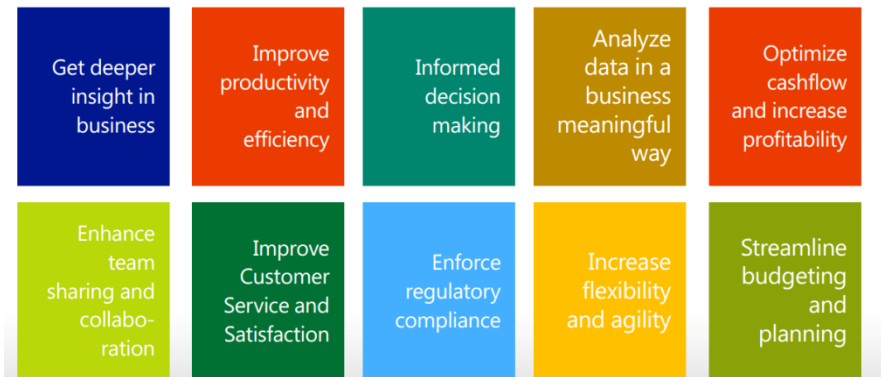 Get deeper
insight in
business
Improve
productivity
and
efficiency
Informed
decision
making
Analyze
data in a
business
meaningful
way
Optimize
cashflow
and increase
profitability
Enhance
team
sharing and
collabo-
ration
Improve
Customer
Service and
Satisfaction
Enforce
regulatory
compliance
Increase
flexibility
and agility
Streamline
budgeting
and
planning